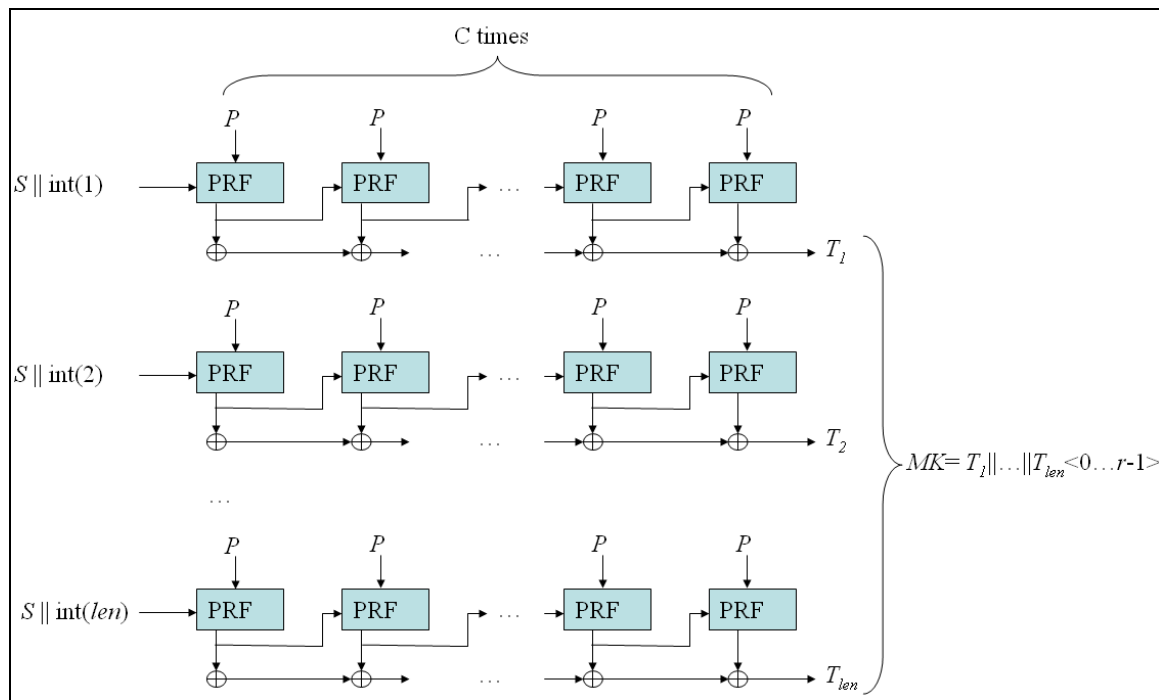 C times
P P P P
S || int(1) PRF PRF … PRF PRF
… T1
P P P P
S || int(2) PRF PRF … PRF PRF
… T2
MK= T1||…||Tlen<0…r-1>
…
P P P P
S || int(len) PRF PRF … PRF PRF
… Tlen